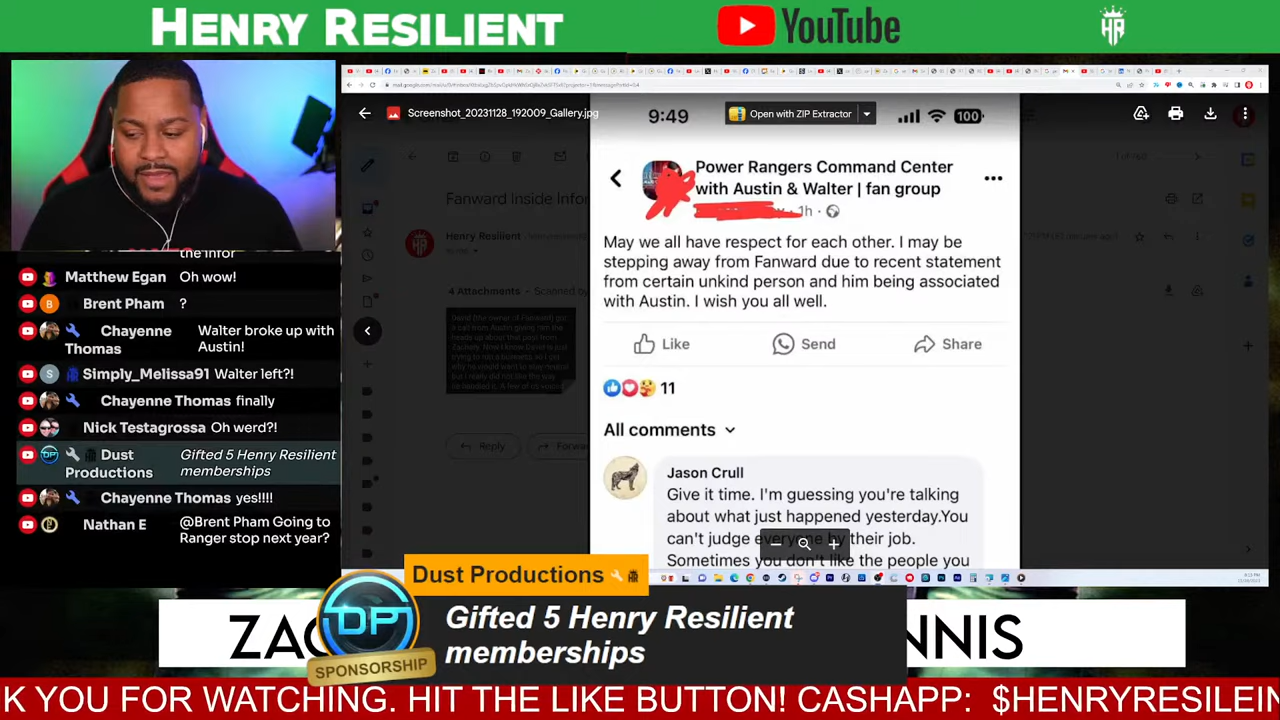 HENRY RESILIENT
YouTube
HR
Screenshot_20231128_192009_Gallery.jpg
Open with ZIP Extractor
9:49
100
Power Rangers Command Center
with Austin & Walter | fan group
1h
May we all have respect for each other. I may be
stepping away from Fanward due to recent statement
from certain unkind person and him being associated
with Austin. I wish you all well.
Like
Send
Share
11
All comments
Jason Crull
Give it time. I'm guessing you're talking
about what just happened yesterday.You
can't judge everyone by their job.
Sometimes you don't like the people you
Fanward Inside Infor
Henry Resilient
4 Attachments
Scanned by
Reply
Forwa
the infor
Matthew Egan Oh wow!
Brent Pham ?
Chayenne Thomas Walter broke up with
Austin!
Simply_Melissa91 Walter left?!
Chayenne Thomas finally
Nick Testagrossa Oh werd?!
Dust Productions Gifted 5 Henry Resilient
memberships
Chayenne Thomas yes!!!!
Nathan E @Brent Pham Going to
Ranger stop next year?
Dust Productions
DP
SPONSORSHIP
Gifted 5 Henry Resilient
memberships
ZAC
NNIS
K YOU FOR WATCHING. HIT THE LIKE BUTTON! CASHAPP: $HENRYRESILEIN